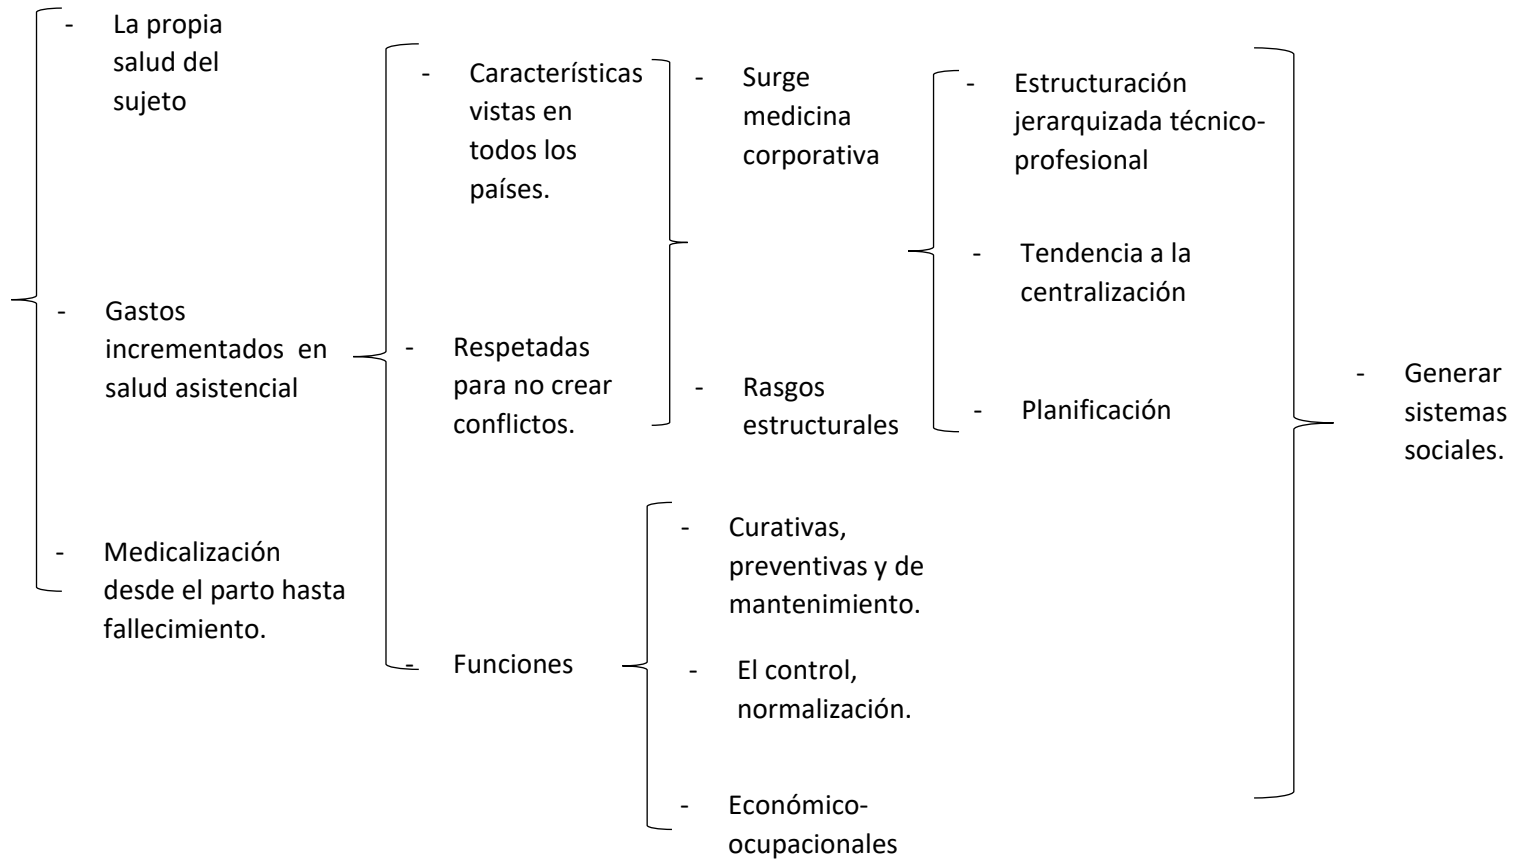 - La propia
salud del
sujeto
- Gastos
incrementados en
salud asistencial
- Medicalización
desde el parto hasta
fallecimiento.
- Características
vistas en
todos los
países.
- Respetadas
para no crear
conflictos.
- Funciones
- Surge
medicina
corporativa
- Rasgos
estructurales
- Curativas,
preventivas y de
mantenimiento.
- El control,
normalización.
- Económico-
ocupacionales
- Estructuración
jerarquizada técnico-
profesional
- Tendencia a la
centralización
- Planificación
- Generar
sistemas
sociales.